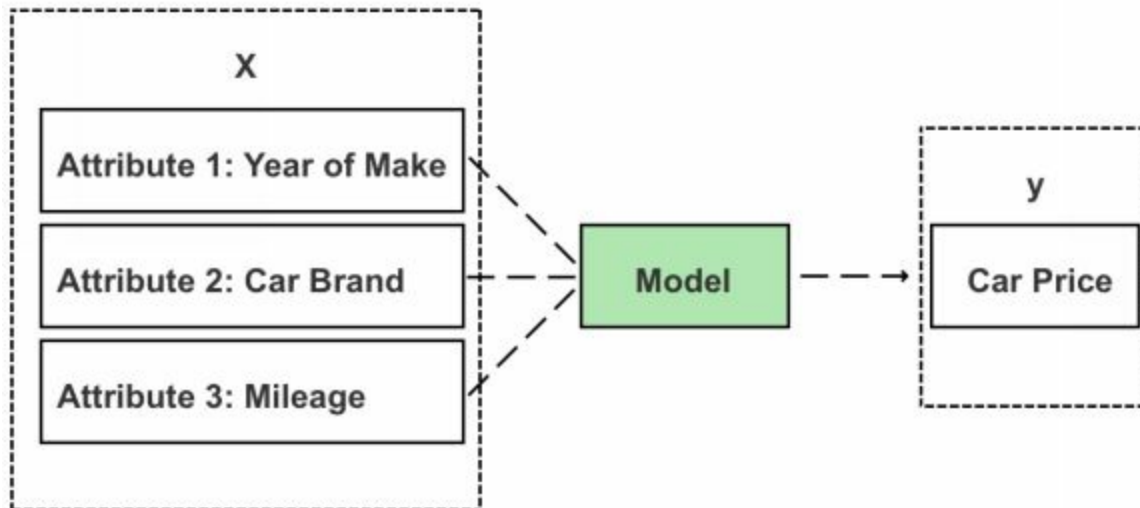 X
Attribute 1: Year of Make
Attribute 2: Car Brand
Attribute 3: Mileage
Model
y
Car Price